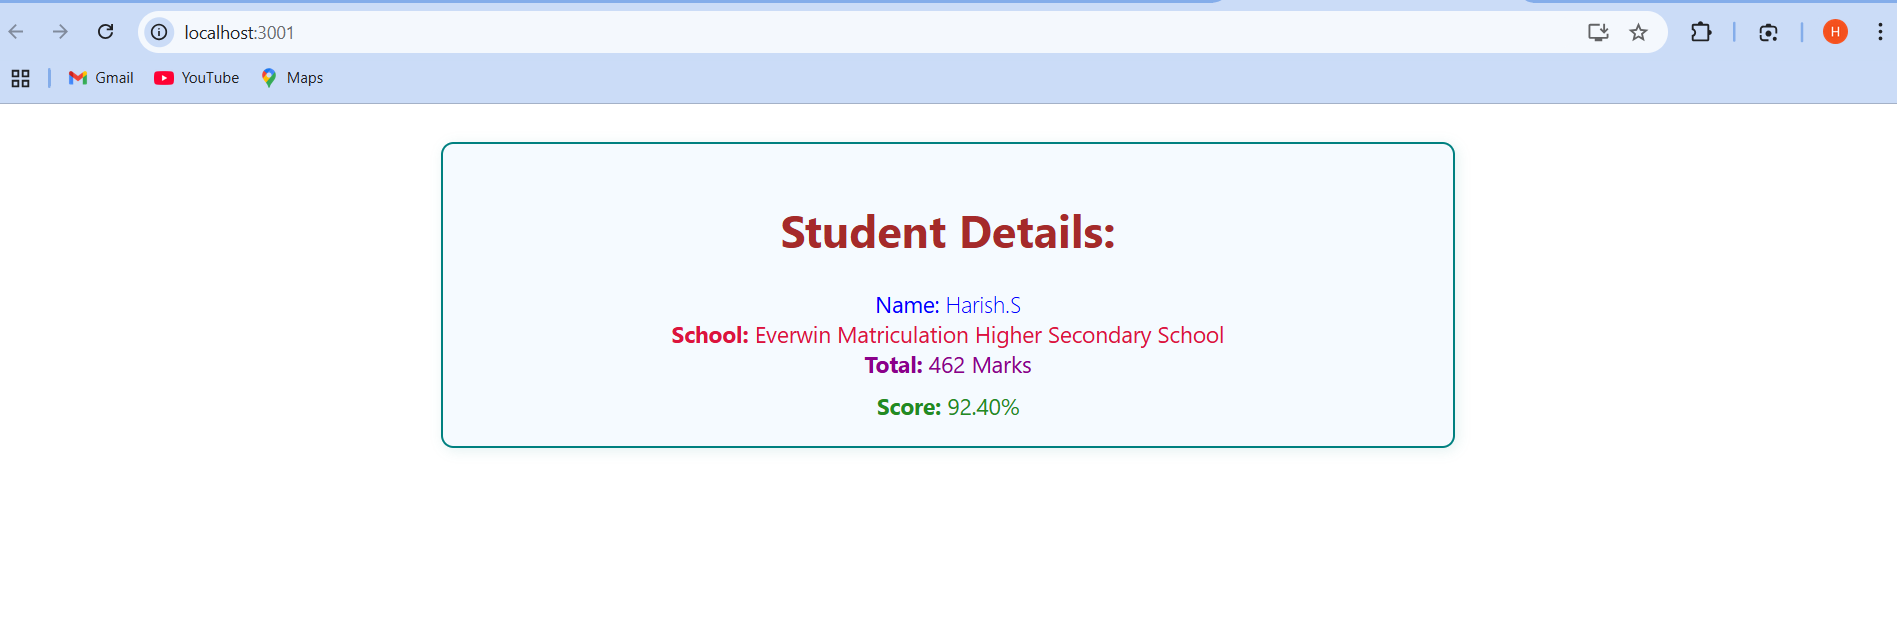 localhost:3001
H
Gmail YouTube Maps
Student Details:
Name: Harish.S
School: Everwin Matriculation Higher Secondary School
Total: 462 Marks
Score: 92.40%